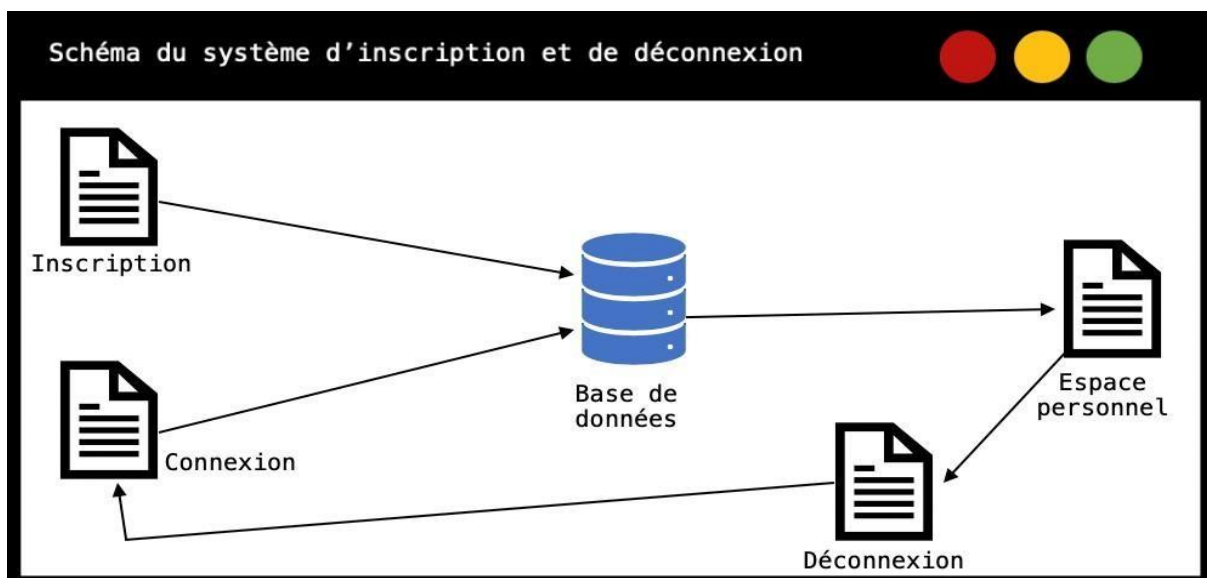 Schéma du système d’inscription et de déconnexion
Inscription
Connexion
Base de
données
Espace
personnel
Déconnexion